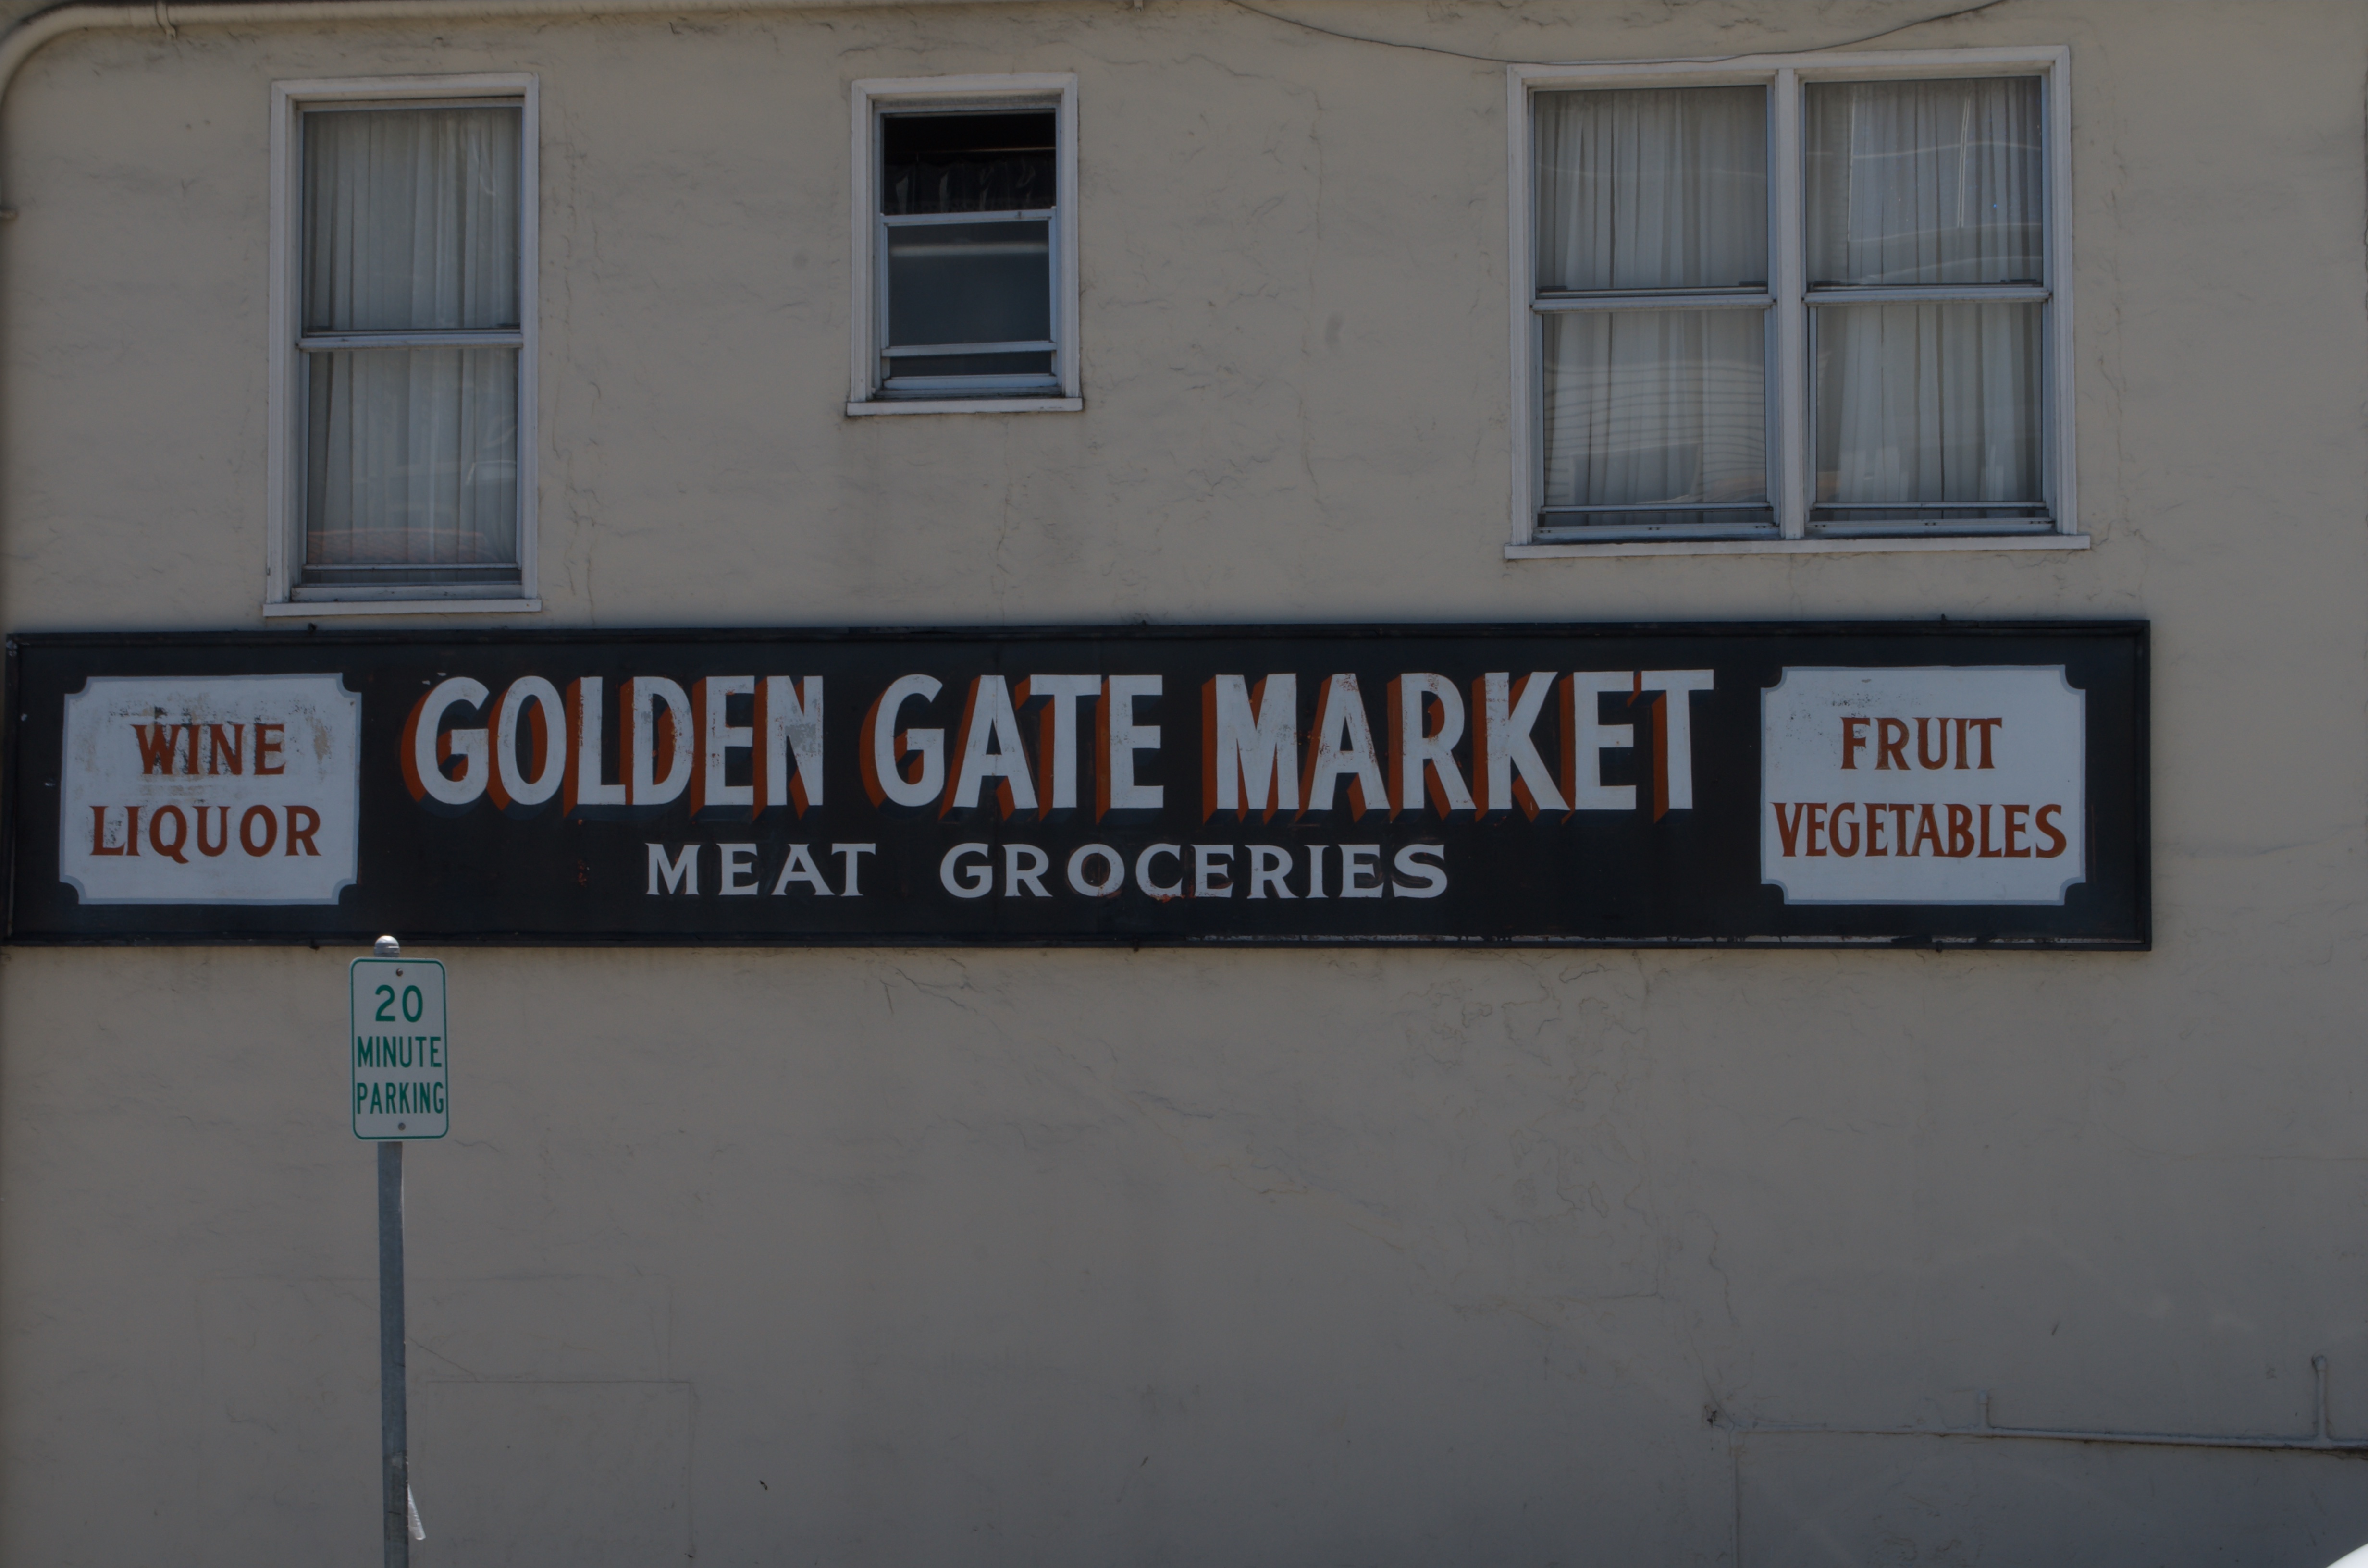 WINE
LIQUOR
GOLDEN GATE MARKET
MEAT GROCERIES
FRUIT
VEGETABLES
20
MINUTE
PARKING